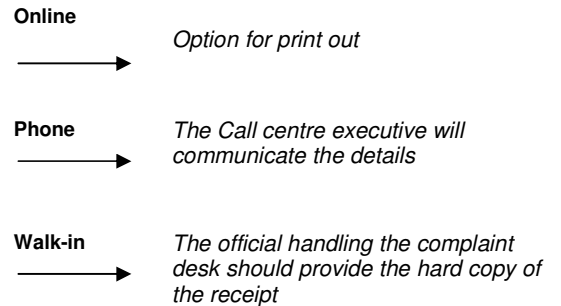 Online
Option for print out
Phone
The Call centre executive will
communicate the details
Walk-in
The official handling the complaint
desk should provide the hard copy of
the receipt